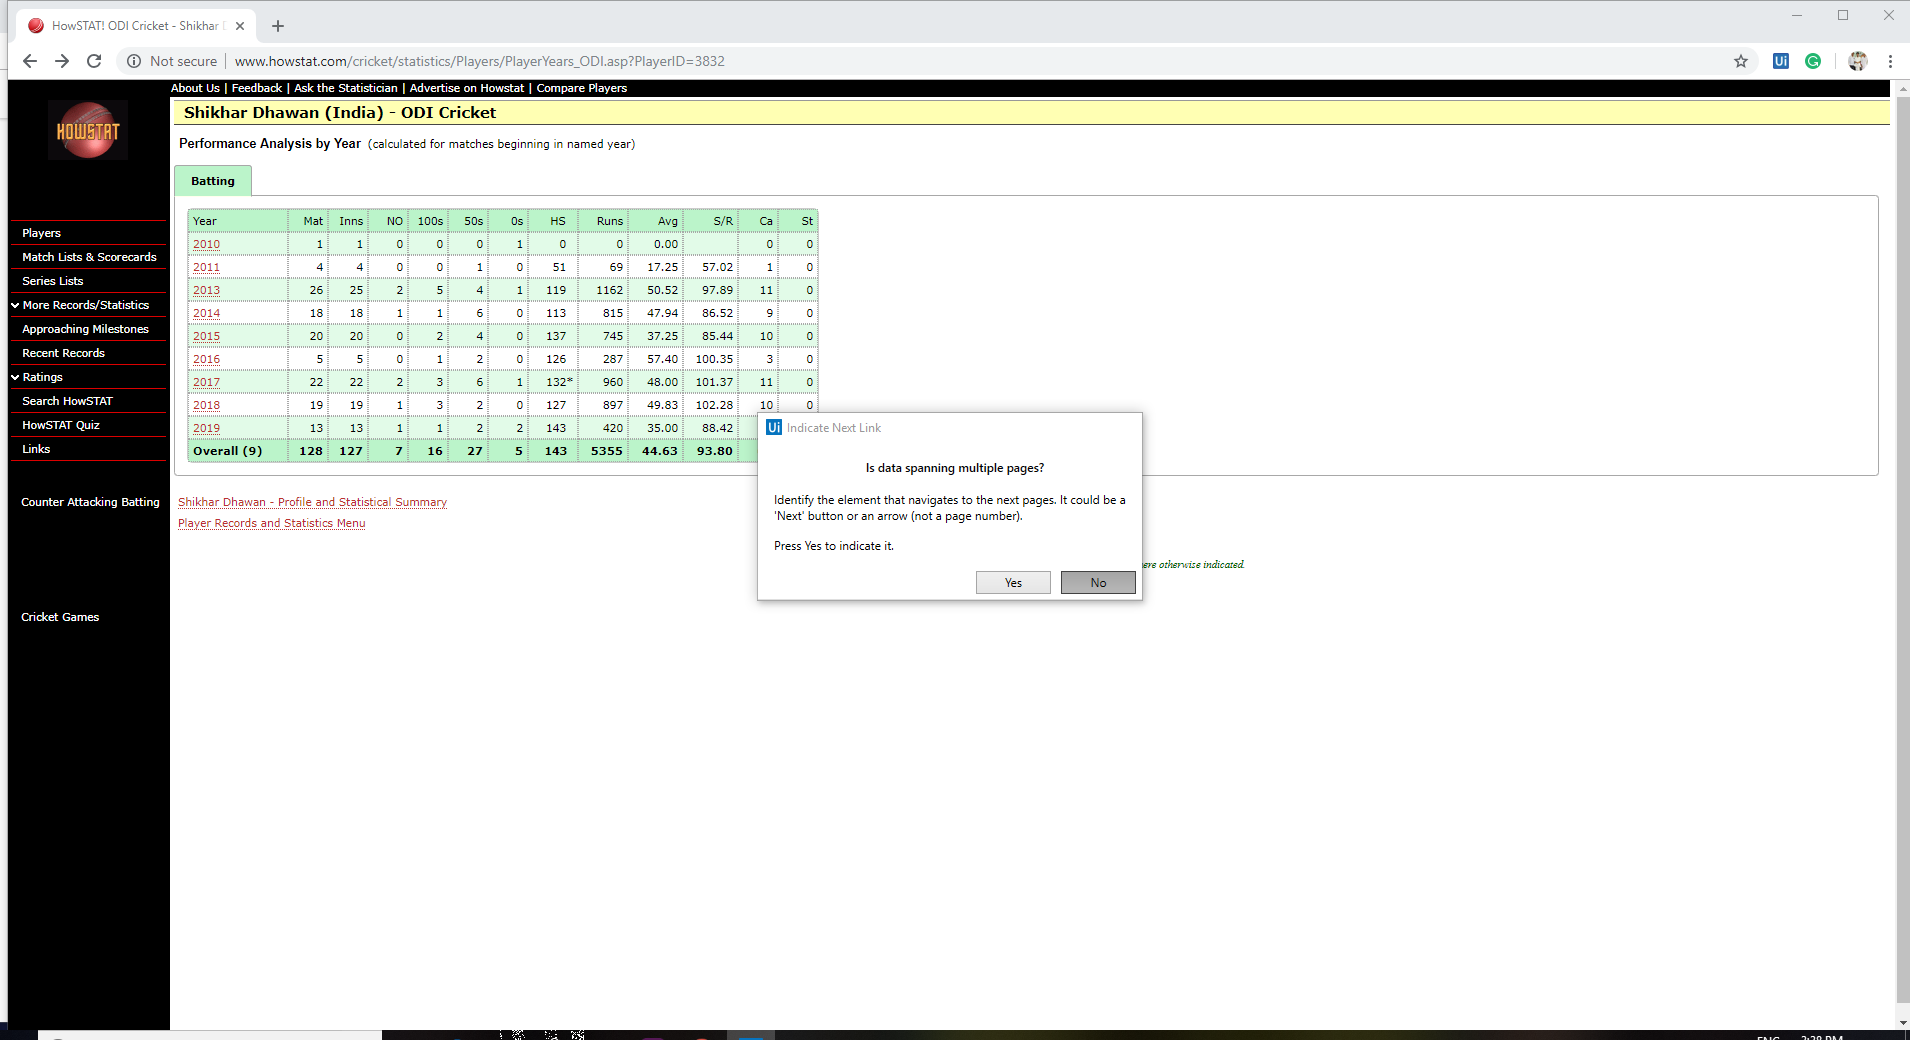 HowSTAT! ODI Cricket - Shikhar
Not secure | www.howstat.com/cricket/statistics/Players/PlayerYears_ODI.asp?PlayerID=3832
Ui
G
About Us | Feedback | Ask the Statistician | Advertise on Howstat | Compare Players
HOWSTAT
Shikhar Dhawan (India) - ODI Cricket
Performance Analysis by Year (calculated for matches beginning in named year)
Batting
Players
Match Lists & Scorecards
Series Lists
More Records/Statistics
Approaching Milestones
Recent Records
Ratings
Search HowSTAT
HowSTAT Quiz
Links
Counter Attacking Batting
Cricket Games
Year Mat Inns NO 100s 50s 0s HS Runs Avg S/R Ca St
2010 1 1 0 0 0 1 0 0 0.00 0 0
2011 4 4 0 0 1 0 51 69 17.25 57.02 1 0
2013 26 25 2 5 4 1 119 1162 50.52 97.89 11 0
2014 18 18 1 1 6 0 113 815 47.94 86.52 9 0
2015 20 20 0 2 4 0 137 745 37.25 85.44 10 0
2016 5 5 0 1 2 0 126 287 57.40 100.35 3 0
2017 22 22 2 3 6 1 132* 960 48.00 101.37 11 0
2018 19 19 1 3 2 0 127 897 49.83 102.28 10 0
2019 13 13 1 1 2 2 143 420 35.00 88.42
Overall (9) 128 127 7 16 27 5 143 5355 44.63 93.80
Shikhar Dhawan - Profile and Statistical Summary
Player Records and Statistics Menu
Ui Indicate Next Link
Is data spanning multiple pages?
Identify the element that navigates to the next pages. It could be a
'Next' button or an arrow (not a page number).
Press Yes to indicate it.
Yes No
otherwise indicated.